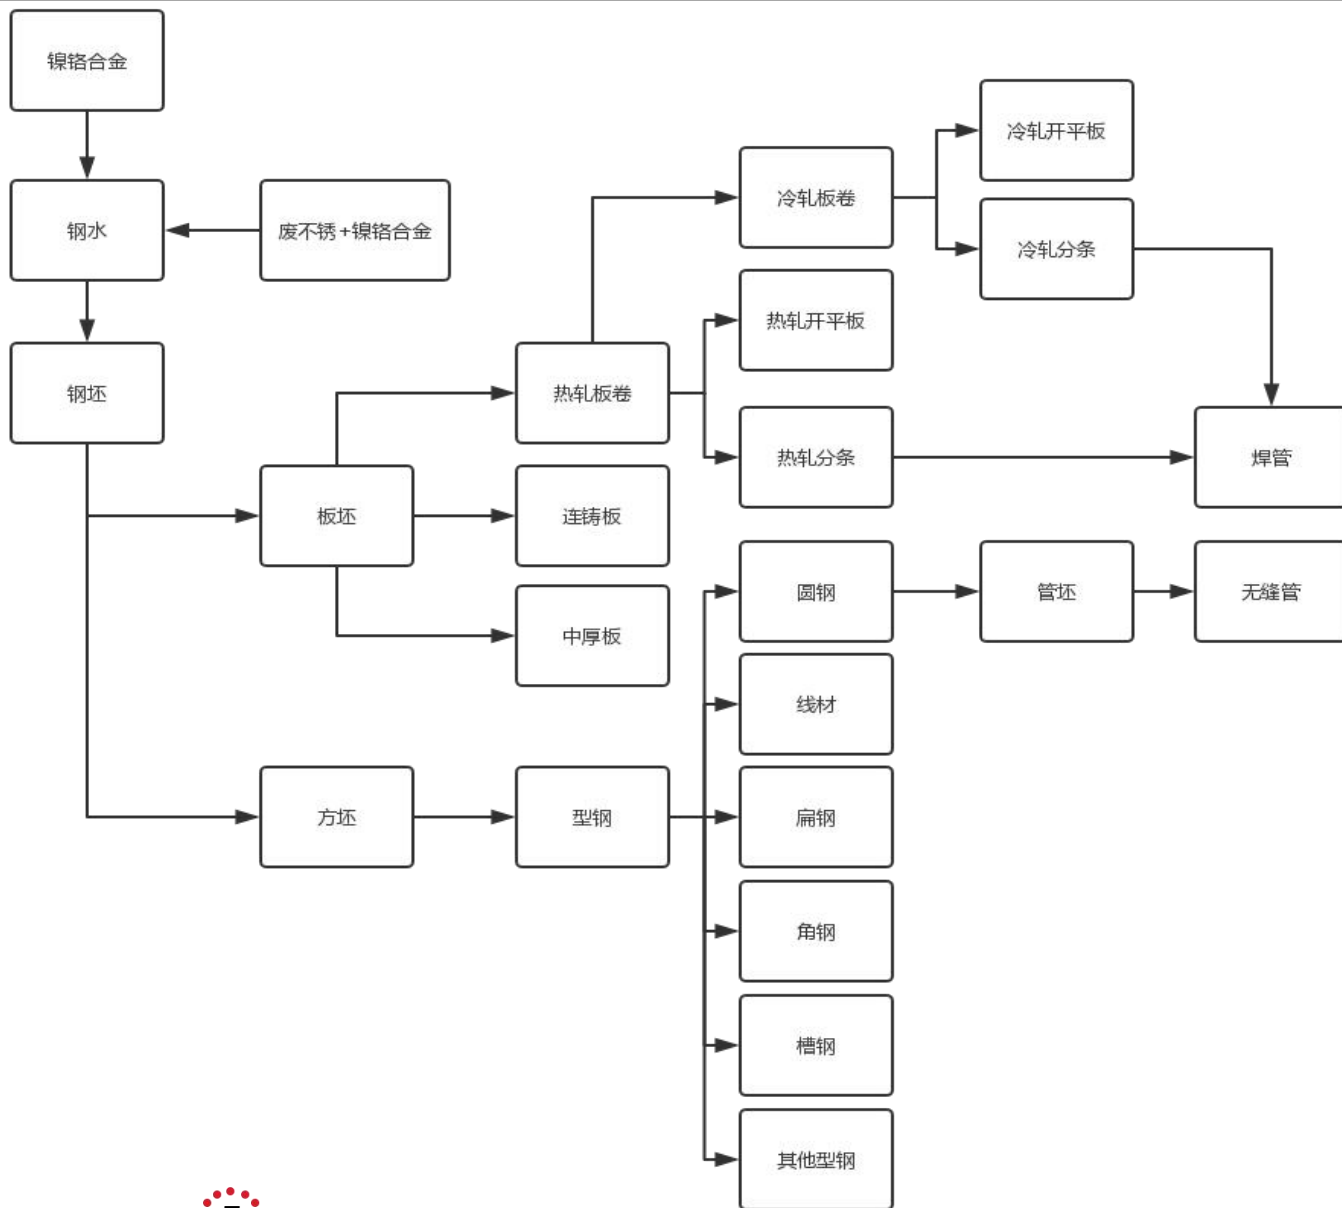 镍铬合金
冷轧开平板
冷轧板卷
钢水
废不锈+镍铬合金
冷轧分条
热轧开平板
钢坯
热轧板卷
热轧分条
焊管
板坯
连铸板
圆钢
管坯
无缝管
中厚板
线材
方坯
型钢
扁钢
角钢
槽钢
其他型钢